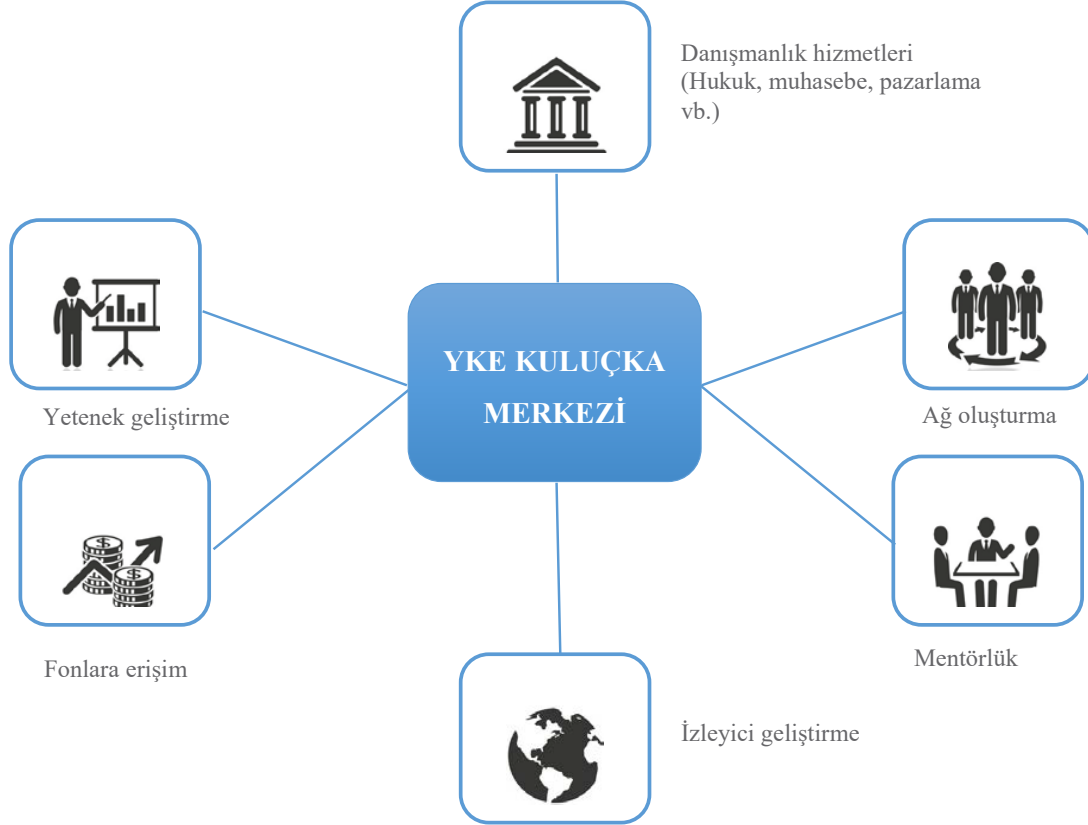 Danışmanlık hizmetleri
(Hukuk, muhasebe, pazarlama
vb.)
YKE KULUÇKA
MERKEZİ
Yetenek geliştirme
Ağ oluşturma
Fonlara erişim
Mentörlük
İzleyici geliştirme